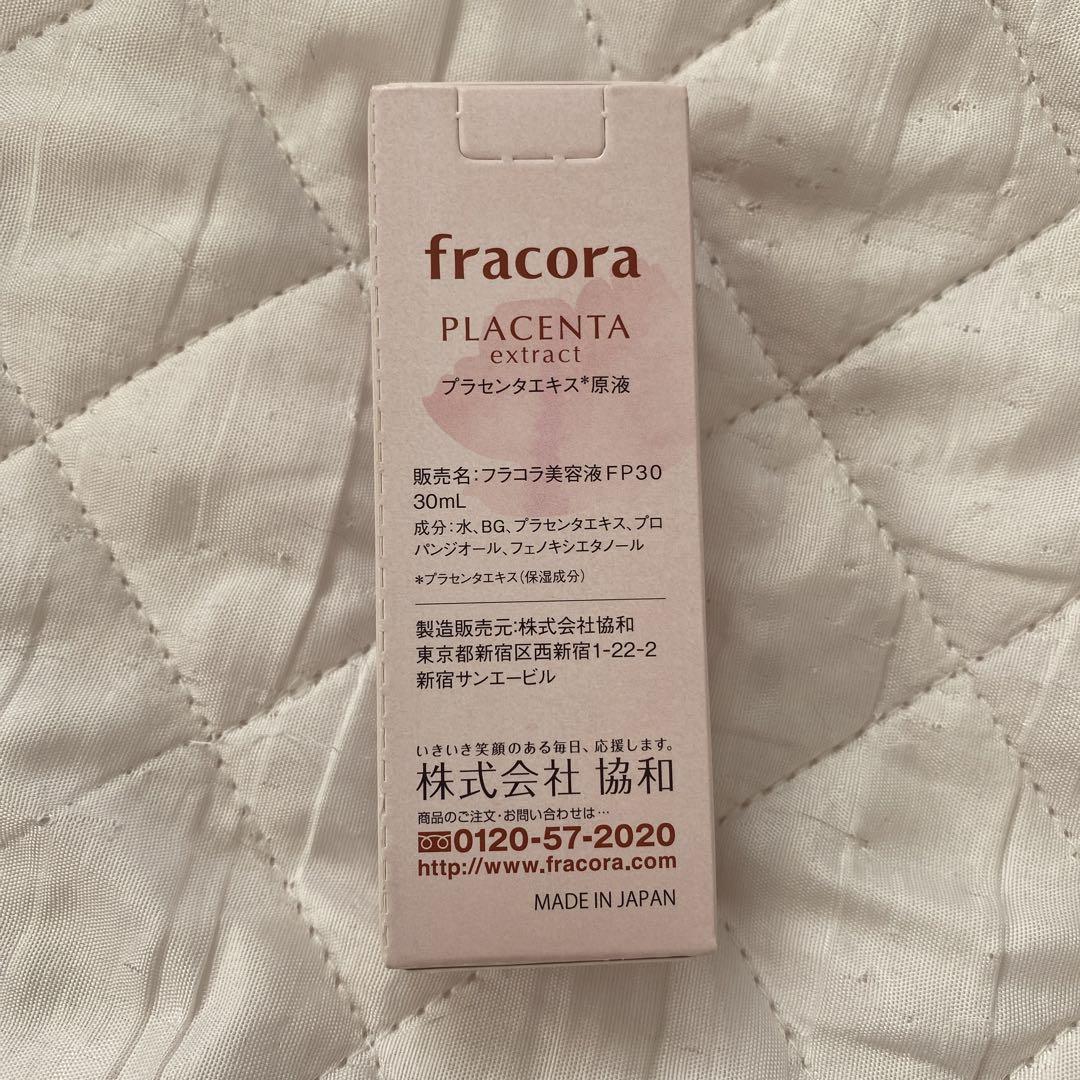 fracora
PLACENTA
extract
プラセンタエキス*原液
販売名:フラコラ美容液FP30
30mL
成分:水、BG、プラセンタエキス、プロ
パンジオール、フェノキシエタノール
*プラセンタエキス(保湿成分)
製造販売元:株式会社協和
東京都新宿区西新宿1-22-2
新宿サンエービル
いきいき笑顔のある毎日、応援します。
株式会社 協和
商品のご注文・お問い合わせは…
0120-57-2020
http://www.fracora.com
MADE IN JAPAN